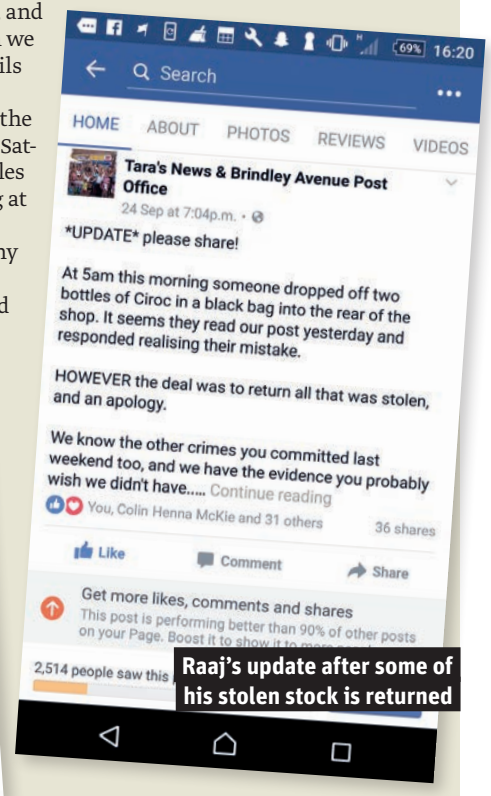 and
we
ils
the
Sat-
les
g at
ny
d
69% 16:20
Search
HOME ABOUT PHOTOS REVIEWS VIDEOS
Tara's News & Brindley Avenue Post
Office
24 Sep at 7:04p.m. •
*UPDATE* please share!
At 5am this morning someone dropped off two
bottles of Ciroc in a black bag into the rear of the
shop. It seems they read our post yesterday and
responded realising their mistake.
HOWEVER the deal was to return all that was stolen,
and an apology.
We know the other crimes you committed last
weekend too, and we have the evidence you probably
wish we didn't have..... Continue reading
You, Colin Henna McKie and 31 others 36 shares
Like Comment Share
Get more likes, comments and shares
This post is performing better than 90% of other posts
on your Page. Boost it to show it to more
2,514 people saw this
Raaj's update after some of
his stolen stock is returned